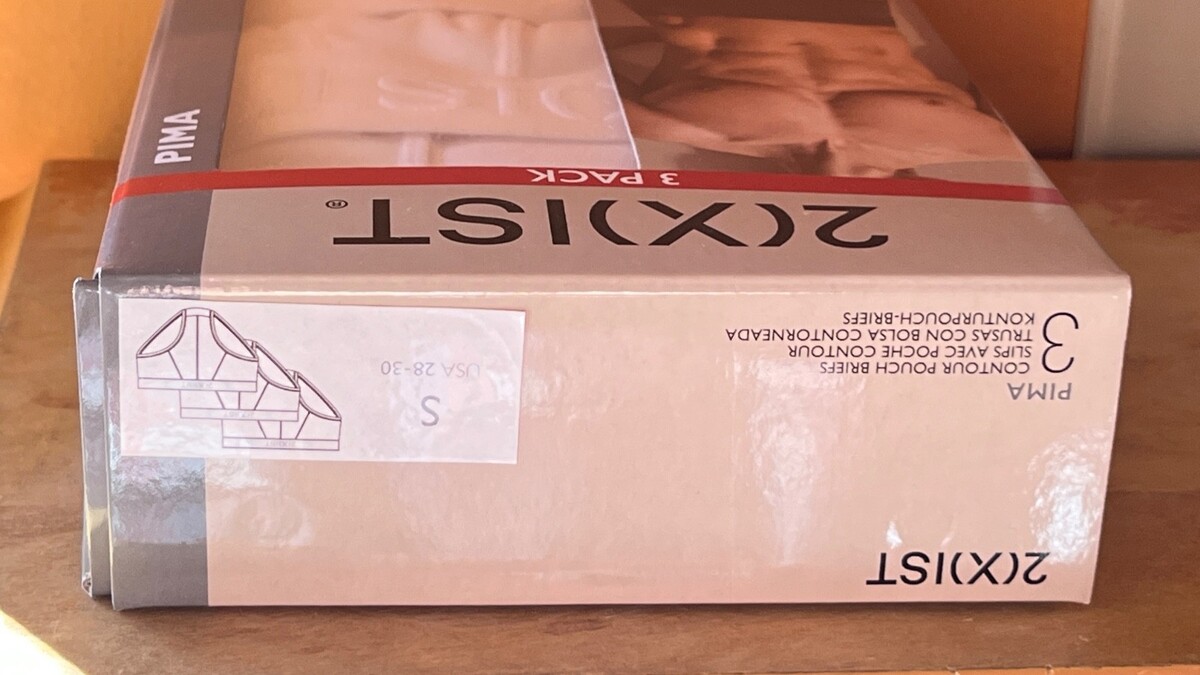 PIMA
3 PACK
2(X)IST®
2(X)IST
PIMA
3
CONTOUR POUCH BRIEFS
SLIPS AVEC POCHE CONTOUR
TRUSAS CON BOLSA CONTORNEADA
KONTURPOUCH-BRIEFS
S
USA 28-30